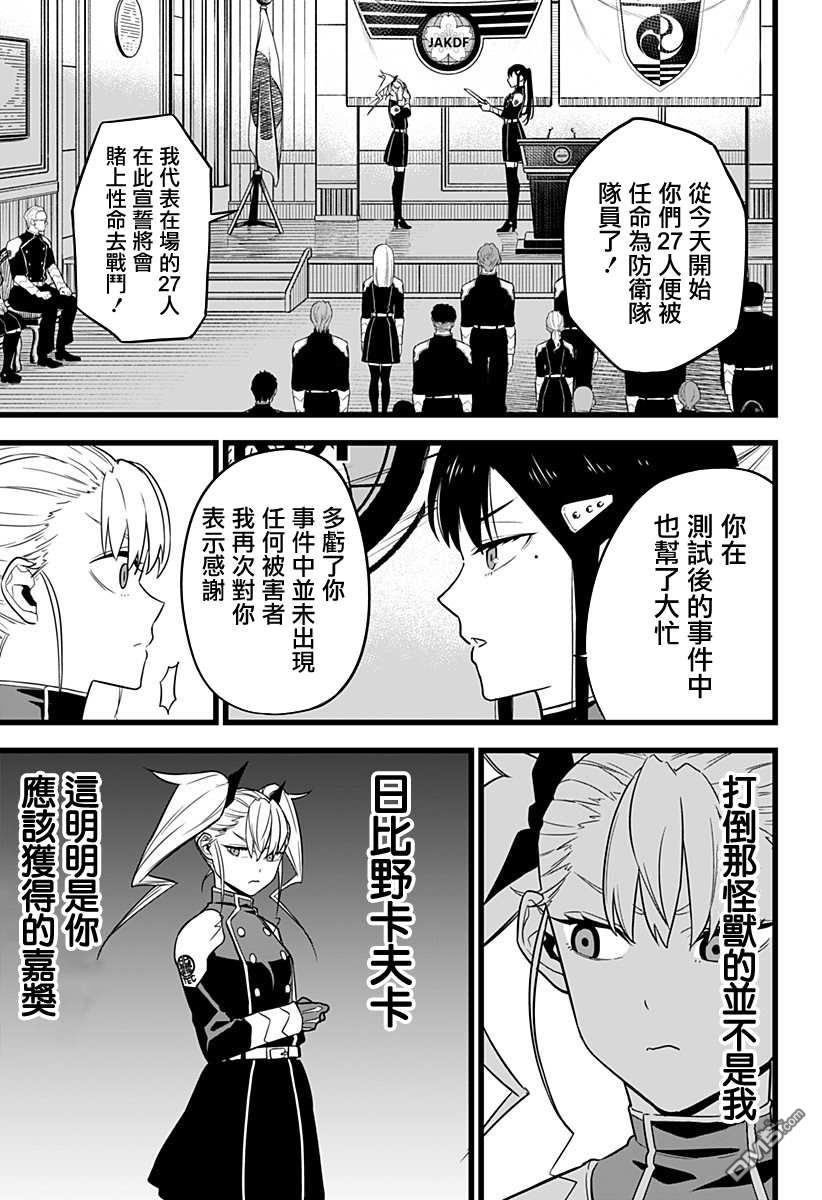 JAKDF
從今天開始
你們27人便被
任命為防衛隊
隊員了！
我代表在場的27人
在此宣誓將會
賭上性命去戰鬥！
你在
測試後的事件中
也幫了大忙
多虧了你
事件中並未出現
任何被害者
我再次對你
表示感謝
打倒那怪獸的並不是我
日比野卡夫卡
這明明是你
應該獲得的嘉獎
DM5.com